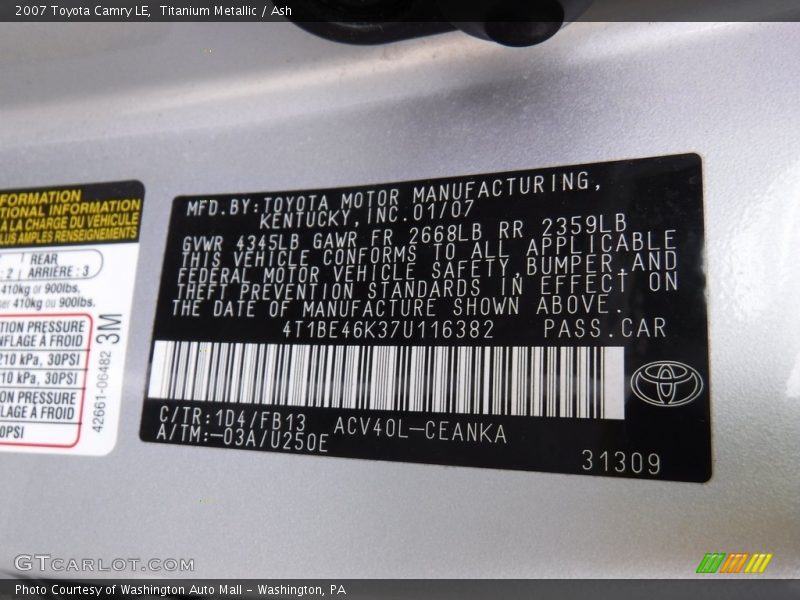 2007 Toyota Camry LE, Titanium Metallic / Ash
FORMATION
TIONAL INFORMATION
À LA CHARGE DU VÉHICULE
PLUS AMPLES RENSEIGNEMENTS
REAR
: 2 ARRIÈRE : 3
410kg or 900lbs.
ser 410kg ou 900lbs.
TION PRESSURE
NFLAGE À FROID
210 kPa, 30PSI
10 kPa, 30PSI
ON PRESSURE
LAGE À FROID
0PSI
42661-06482 3M
MFD.BY:TOYOTA MOTOR MANUFACTURING,
KENTUCKY,INC.01/07
GVWR 4345LB GAWR FR 2668LB RR 2359LB
THIS VEHICLE CONFORMS TO ALL APPLICABLE
FEDERAL MOTOR VEHICLE SAFETY,BUMPER,AND
THEFT PREVENTION STANDARDS IN EFFECT ON
THE DATE OF MANUFACTURE SHOWN ABOVE.
4T1BE46K37U116382 PASS.CAR
C/TR:1D4/FB13 ACV40L-CEANKA
A/TM:-03A/U250E
31309
GTCARLOT.COM
Photo Courtesy of Washington Auto Mall - Washington, PA